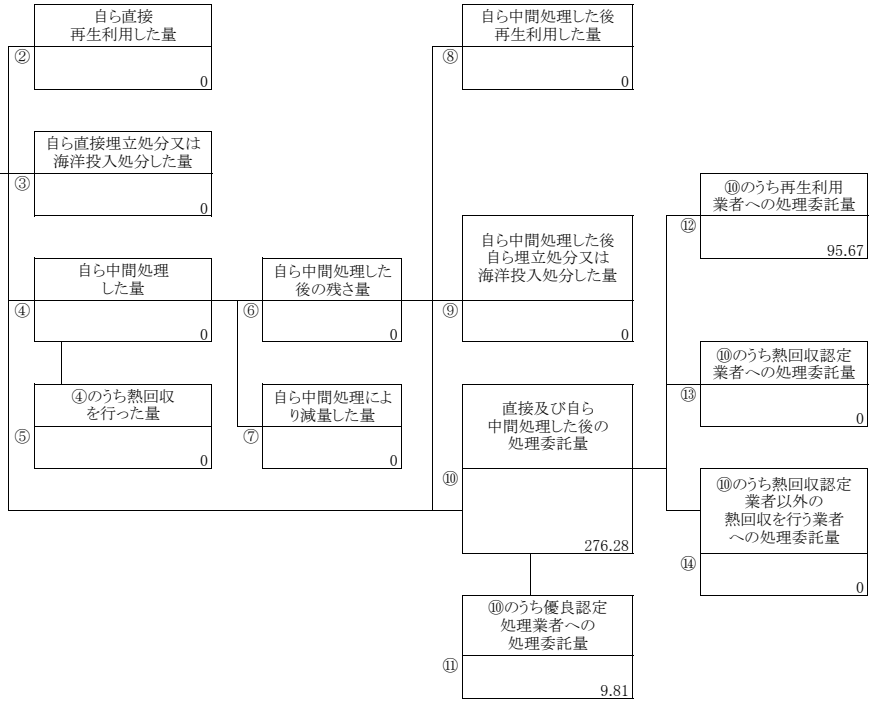 自ら直接
再生利用した量
②
0
自ら直接埋立処分又は
海洋投入処分した量
③
0
自ら中間処理
した量
④
0
④のうち熱回収
を行った量
⑤
0
自ら中間処理した
後の残さ量
⑥
0
自ら中間処理によ
り減量した量
⑦
0
自ら中間処理した後
再生利用した量
⑧
0
自ら中間処理した後
自ら埋立処分又は
海洋投入処分した量
⑨
0
直接及び自ら
中間処理した後の
処理委託量
⑩
276.28
⑩のうち優良認定
処理業者への
処理委託量
⑪
9.81
⑩のうち再生利用
業者への処理委託量
⑫
95.67
⑩のうち熱回収認定
業者への処理委託量
⑬
0
⑩のうち熱回収認定
業者以外の
熱回収を行う業者
への処理委託量
⑭
0